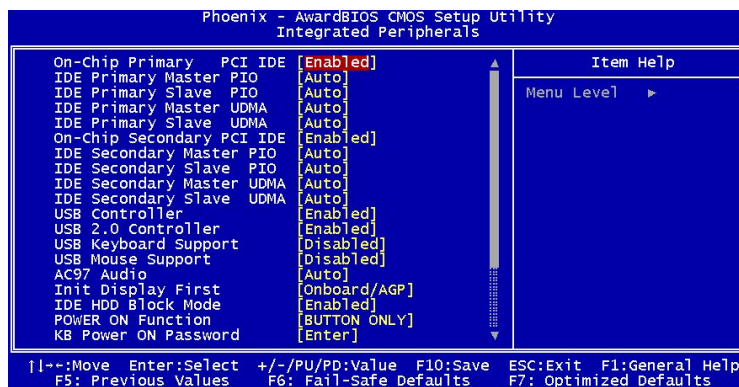 Phoenix - AwardBIOS CMOS Setup Utility
Integrated Peripherals
On-Chip Primary PCI IDE [Enabled]
IDE Primary Master PIO [Auto]
IDE Primary Slave PIO [Auto]
IDE Primary Master UDMA [Auto]
IDE Primary Slave UDMA [Auto]
On-Chip Secondary PCI IDE [Enabled]
IDE Secondary Master PIO [Auto]
IDE Secondary Slave PIO [Auto]
IDE Secondary Master UDMA [Auto]
IDE Secondary Slave UDMA [Auto]
USB Controller [Enabled]
USB 2.0 Controller [Enabled]
USB Keyboard Support [Disabled]
USB Mouse Support [Disabled]
AC97 Audio [Auto]
Init Display First [Onboard/AGP]
IDE HDD Block Mode [Enabled]
POWER ON Function [BUTTON ONLY]
KB Power ON Password [Enter]
Item Help
Menu Level ►
↑↓→←:Move Enter:Select +/-/PU/PD:Value F10:Save ESC:Exit F1:General Help
F5: Previous Values F6: Fail-Safe Defaults F7: Optimized Defaults